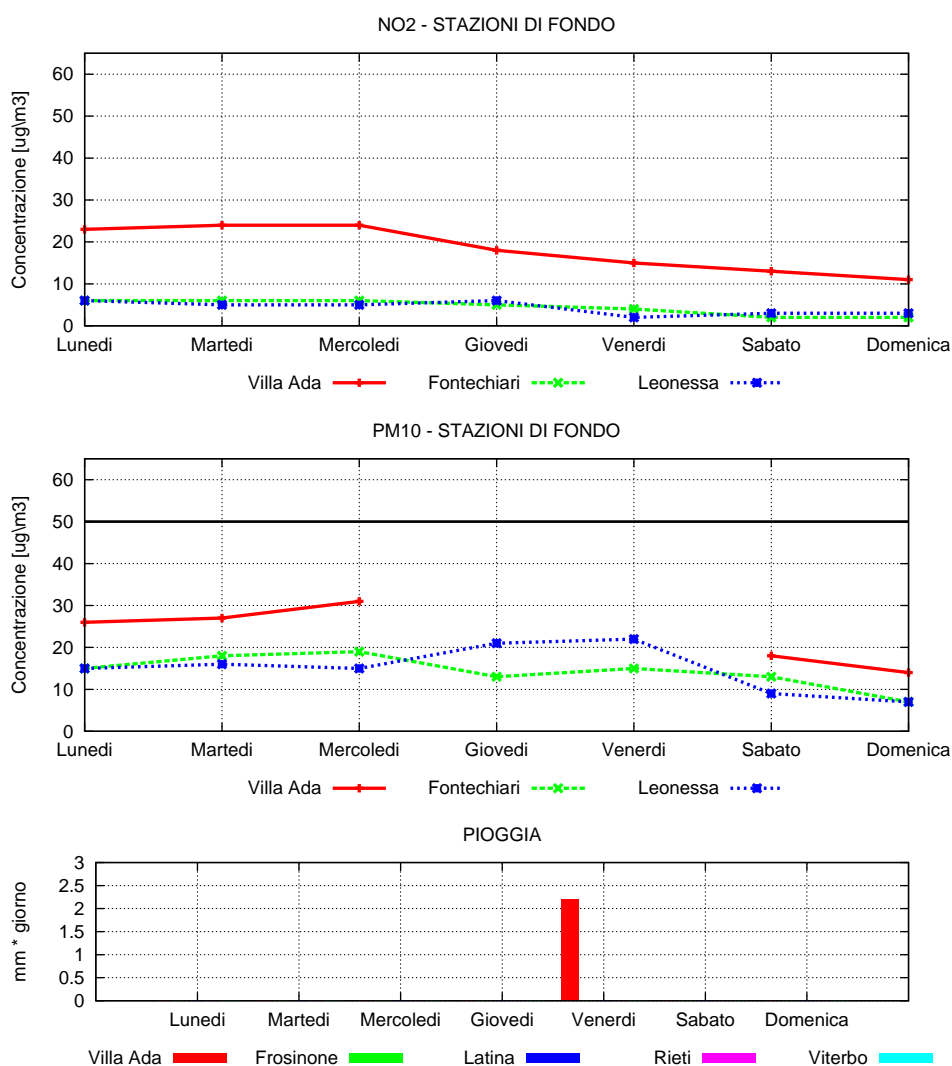 NO2 - STAZIONI DI FONDO
Concentrazione [ug\m3]
60
50
40
30
20
10
0
Lunedi Martedi Mercoledi Giovedi Venerdi Sabato Domenica
Villa Ada Fontechiari Leonessa
PM10 - STAZIONI DI FONDO
Concentrazione [ug\m3]
60
50
40
30
20
10
0
Lunedi Martedi Mercoledi Giovedi Venerdi Sabato Domenica
Villa Ada Fontechiari Leonessa
PIOGGIA
mm * giorno
3
2.5
2
1.5
1
0.5
0
Lunedi Martedi Mercoledi Giovedi Venerdi Sabato Domenica
Villa Ada Frosinone Latina Rieti Viterbo